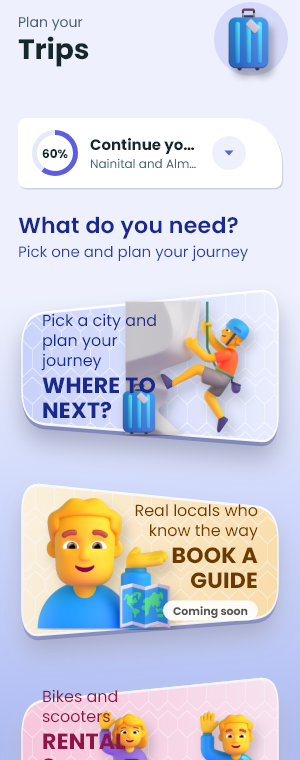 Plan your
Trips
60%
Continue yo...
Nainital and Alm...
What do you need?
Pick one and plan your journey
Pick a city and
plan your
journey
WHERE TO
NEXT?
Real locals who
know the way
BOOK A
GUIDE
Coming soon
Bikes and
scooters
RENTAL